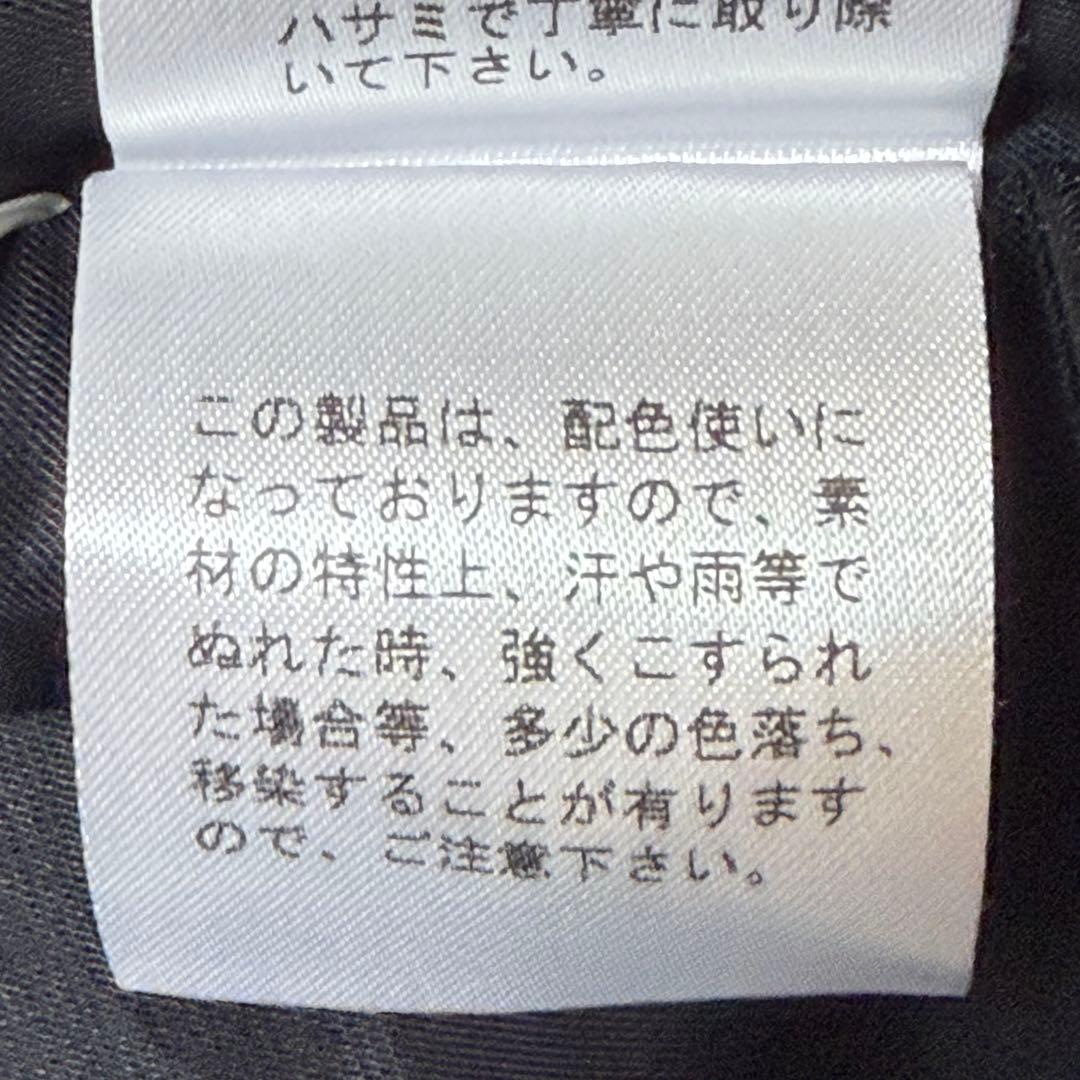 ハサミで丁寧に取り除
いて下さい。
この製品は、配色使いに
なっておりますので、素
材の特性上、汗や雨等で
ぬれた時、強くこすられ
た場合等、多少の色落ち、
移染することが有ります
ので、ご注意下さい。